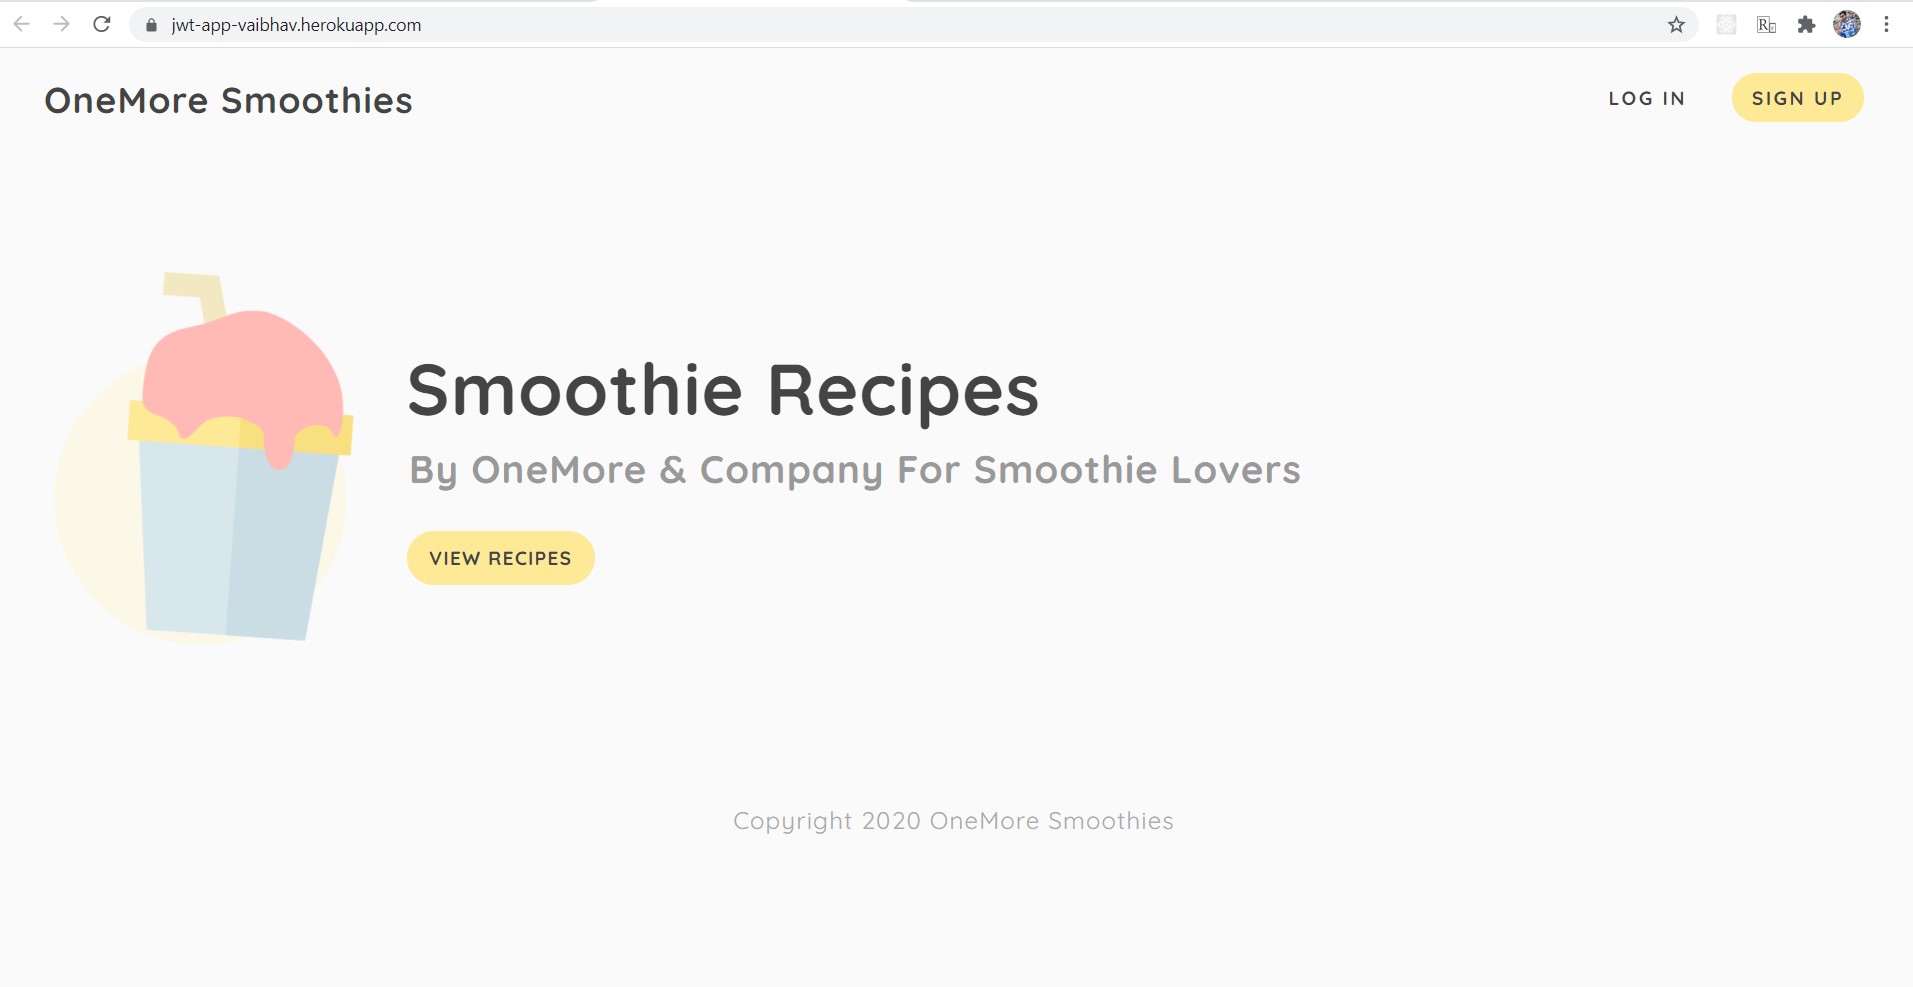 jwt-app-vaibhav.herokuapp.com
OneMore Smoothies
LOG IN
SIGN UP
Smoothie Recipes
By OneMore & Company For Smoothie Lovers
VIEW RECIPES
Copyright 2020 OneMore Smoothies